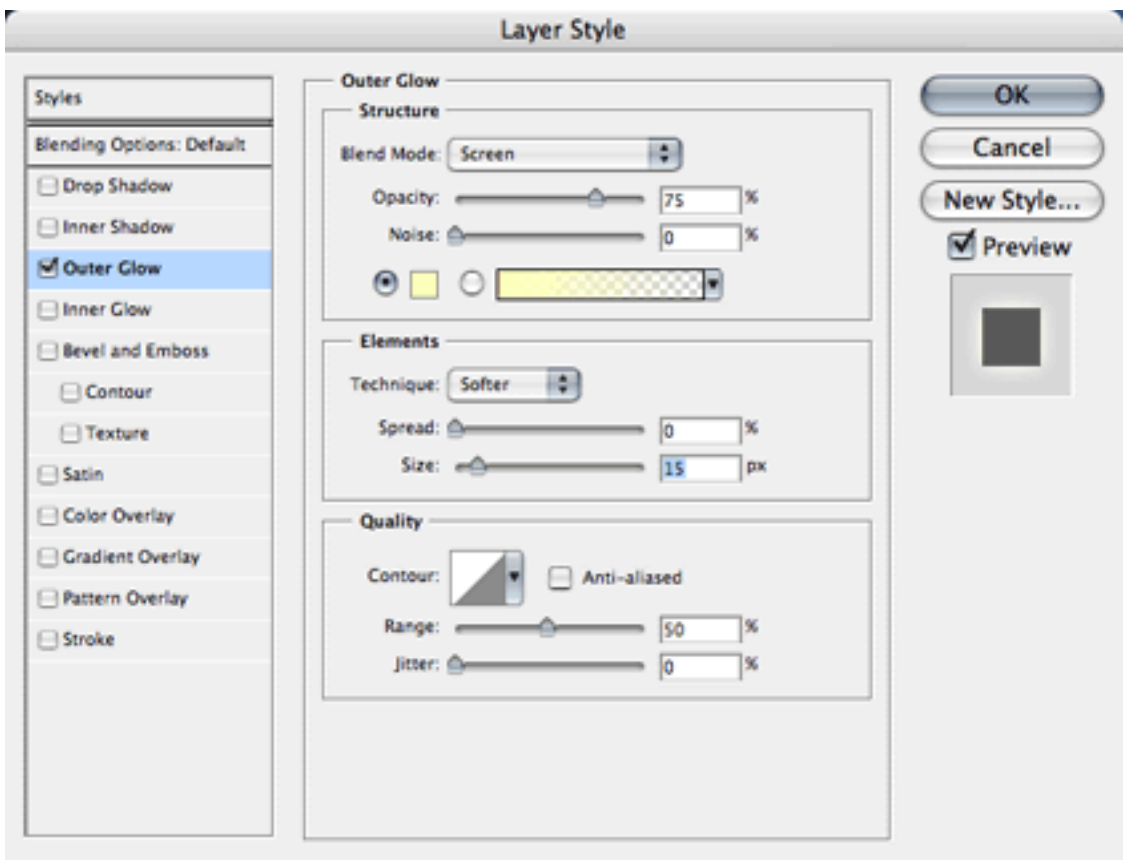 Layer Style
Styles
Blending Options: Default
Drop Shadow
Inner Shadow
Outer Glow
Inner Glow
Bevel and Emboss
Contour
Texture
Satin
Color Overlay
Gradient Overlay
Pattern Overlay
Stroke
Outer Glow
Structure
Blend Mode: Screen
Opacity: 75 %
Noise: 0 %
Elements
Technique: Softer
Spread: 0 %
Size: 15 px
Quality
Contour: Anti-aliased
Range: 50 %
Jitter: 0 %
OK
Cancel
New Style...
Preview